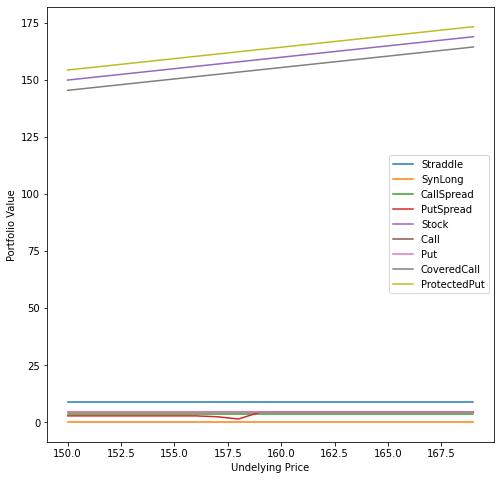 175
150
125
100
75
50
25
0
Portfolio Value
Straddle
SynLong
CallSpread
PutSpread
Stock
Call
Put
CoveredCall
ProtectedPut
150.0 152.5 155.0 157.5 160.0 162.5 165.0 167.5
Undelying Price